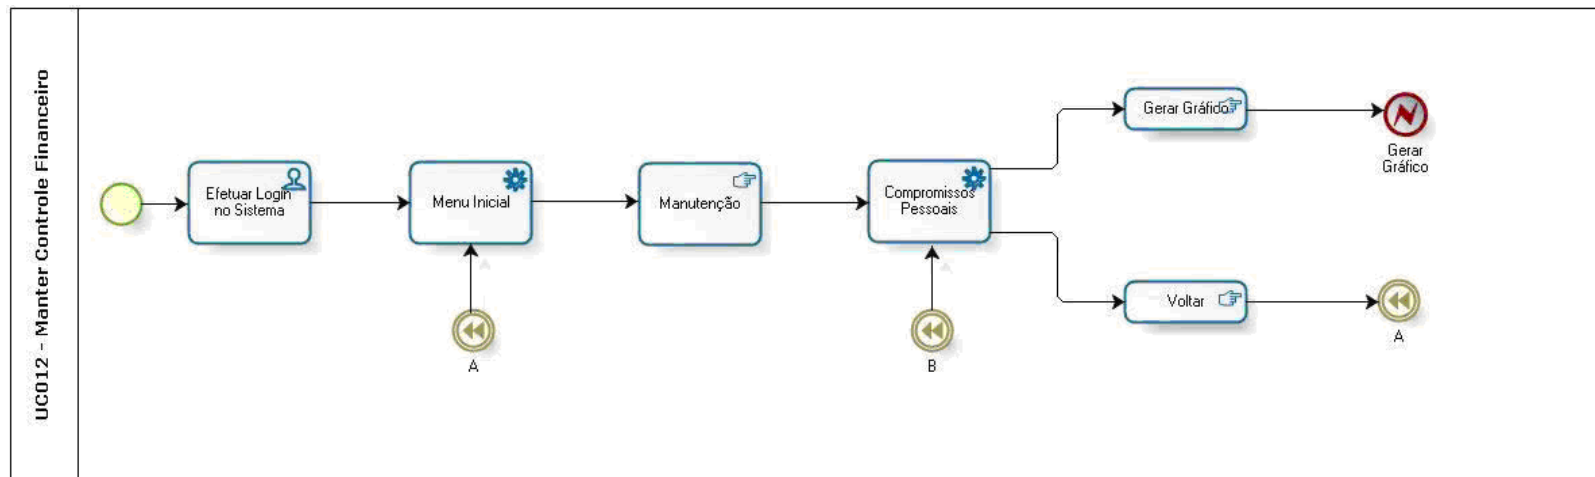 UC012 - Manter Controle Financeiro
Efetuar Login
no Sistema
Menu Inicial
Manutenção
Compromissos
Pessoais
Gerar Gráfico
Gerar
Gráfico
Voltar
A
A
B